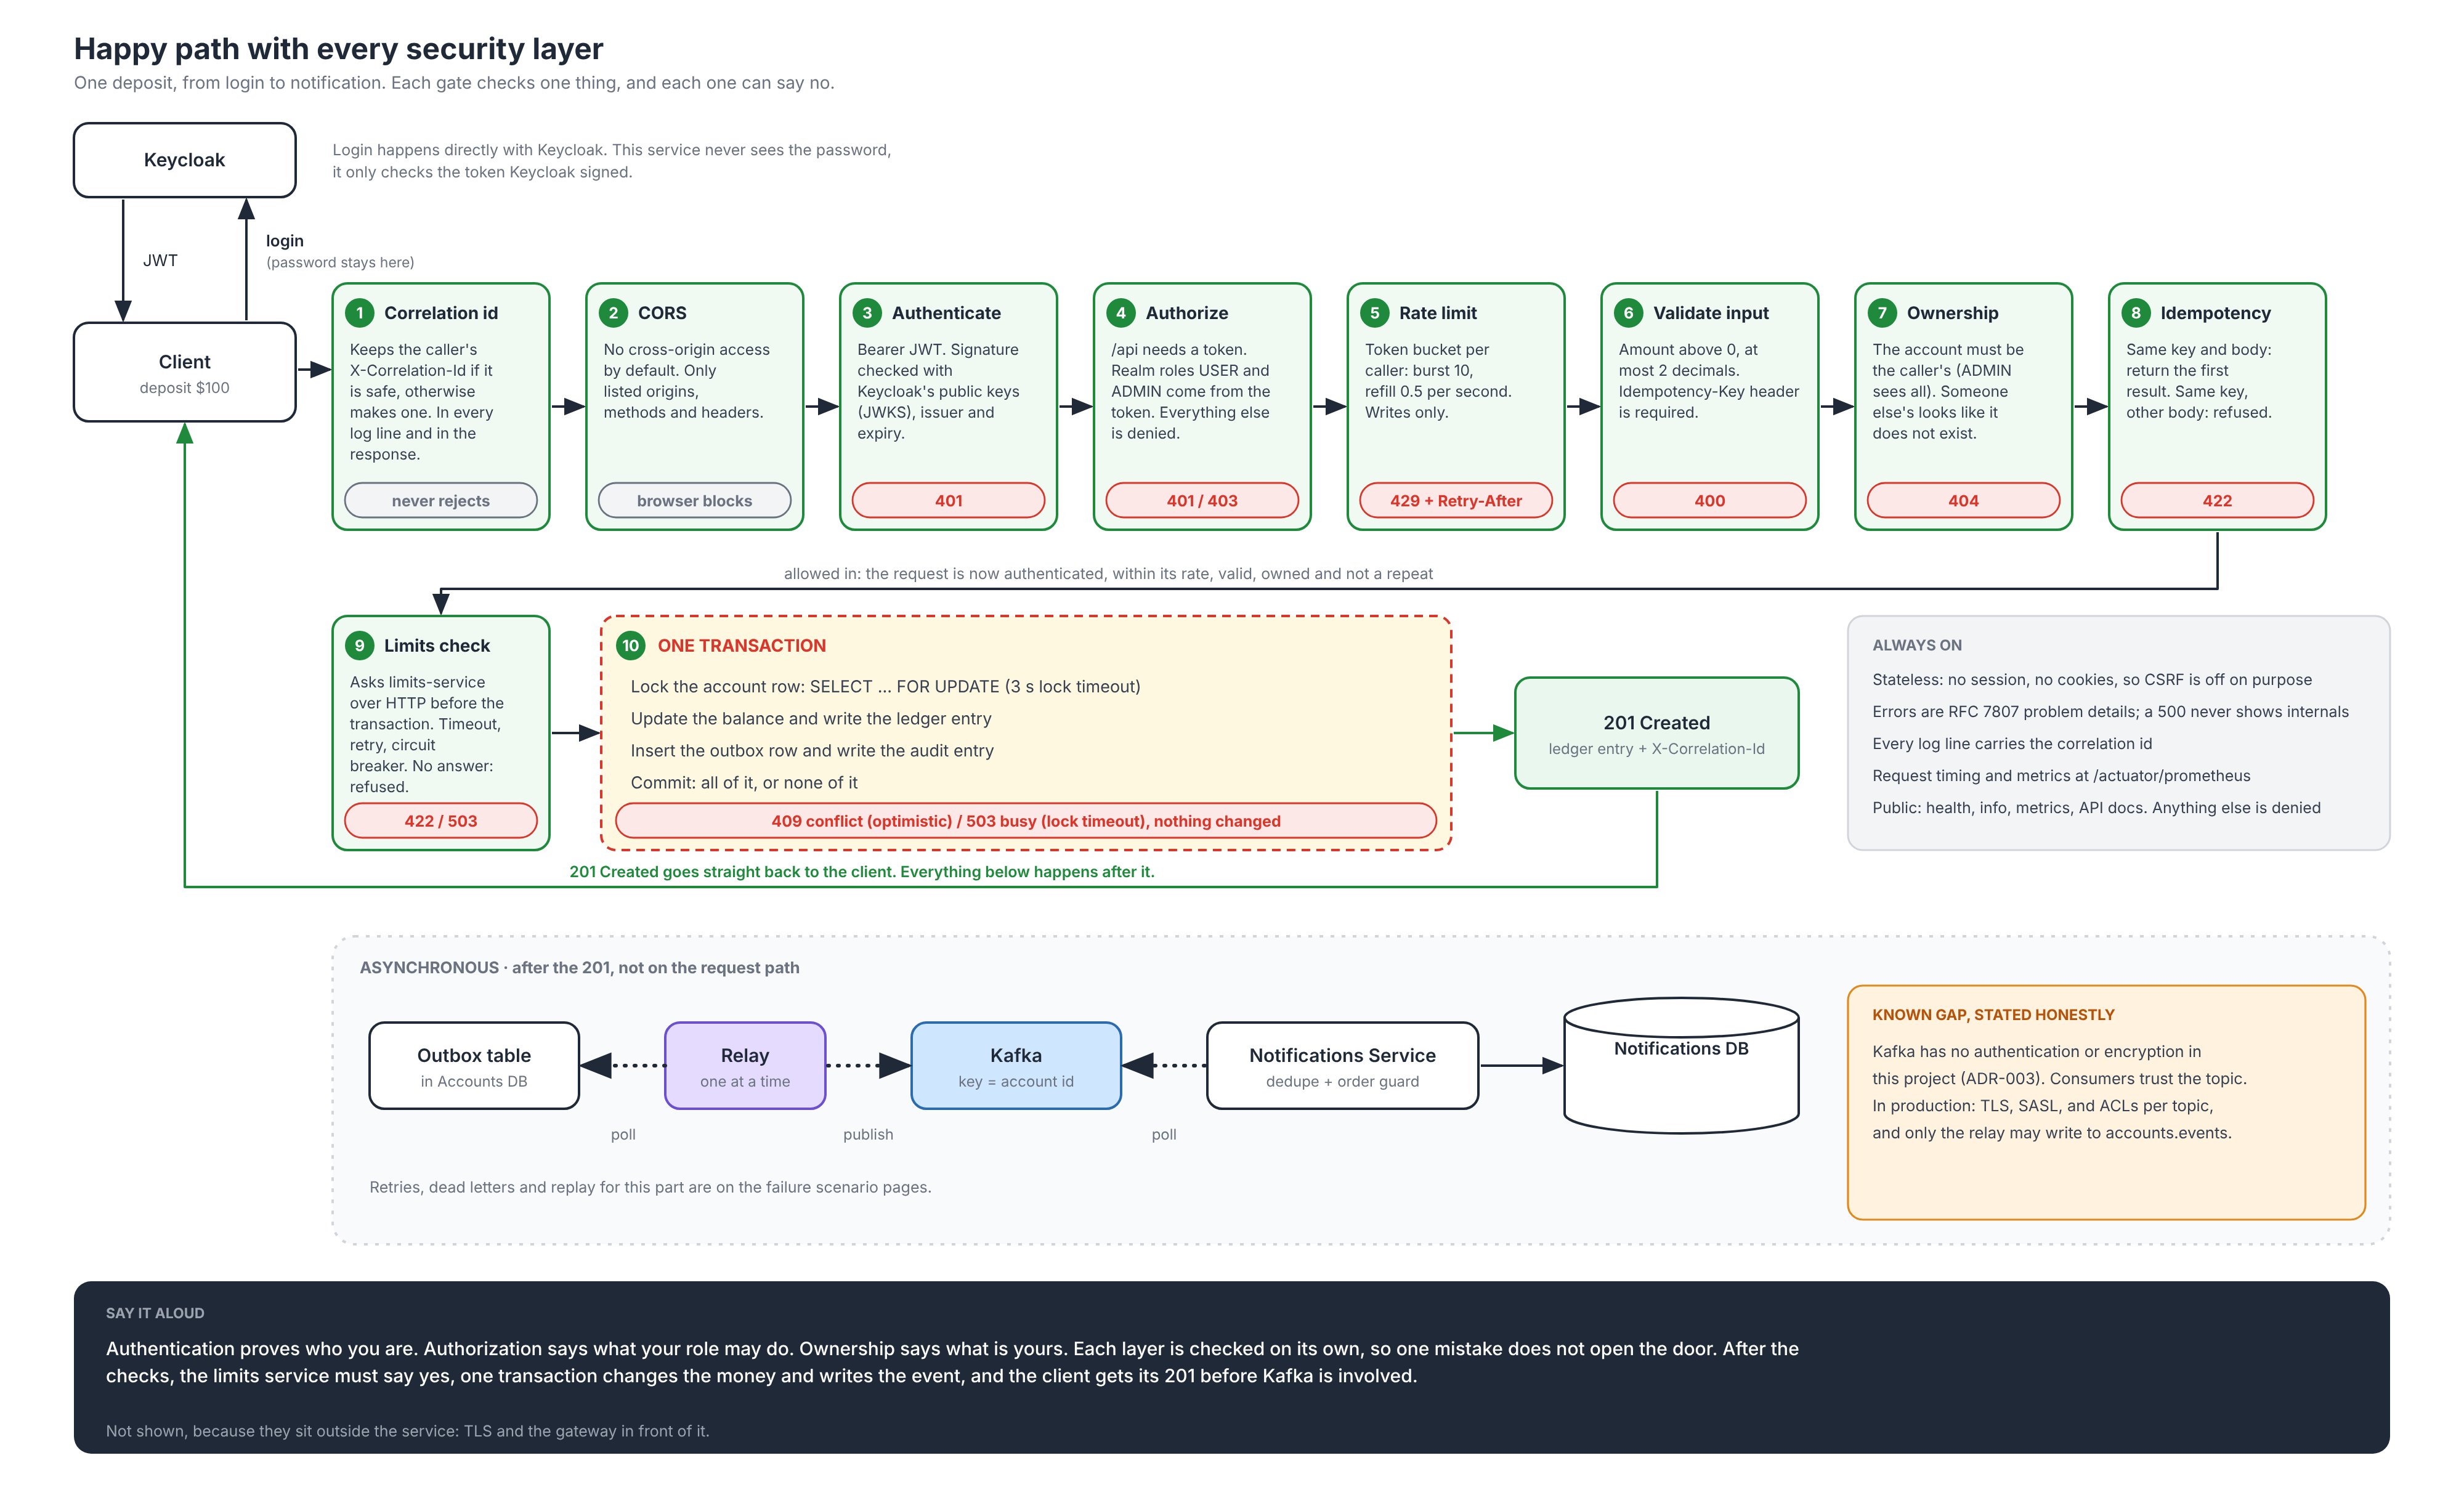 Happy path with every security layer
One deposit, from login to notification. Each gate checks one thing, and each one can say no.
Keycloak
Login happens directly with Keycloak. This service never sees the password,
it only checks the token Keycloak signed.
JWT
login
(password stays here)
Client
deposit $100
1 Correlation id
Keeps the caller's
X-Correlation-Id if it
is safe, otherwise
makes one. In every
log line and in the
response.
never rejects
2 CORS
No cross-origin access
by default. Only
listed origins,
methods and headers.
browser blocks
3 Authenticate
Bearer JWT. Signature
checked with
Keycloak's public keys
(JWKS), issuer and
expiry.
401
4 Authorize
/api needs a token.
Realm roles USER and
ADMIN come from the
token. Everything else
is denied.
401 / 403
5 Rate limit
Token bucket per
caller: burst 10,
refill 0.5 per second.
Writes only.
429 + Retry-After
6 Validate input
Amount above 0, at
most 2 decimals.
Idempotency-Key header
is required.
400
7 Ownership
The account must be
the caller's (ADMIN
sees all). Someone
else's looks like it
does not exist.
404
8 Idempotency
Same key and body:
return the first
result. Same key,
other body: refused.
422
allowed in: the request is now authenticated, within its rate, valid, owned and not a repeat
9 Limits check
Asks limits-service
over HTTP before the
transaction. Timeout,
retry, circuit
breaker. No answer:
refused.
422 / 503
10 ONE TRANSACTION
Lock the account row: SELECT ... FOR UPDATE (3 s lock timeout)
Update the balance and write the ledger entry
Insert the outbox row and write the audit entry
Commit: all of it, or none of it
409 conflict (optimistic) / 503 busy (lock timeout), nothing changed
201 Created
ledger entry + X-Correlation-Id
ALWAYS ON
Stateless: no session, no cookies, so CSRF is off on purpose
Errors are RFC 7807 problem details; a 500 never shows internals
Every log line carries the correlation id
Request timing and metrics at /actuator/prometheus
Public: health, info, metrics, API docs. Anything else is denied
201 Created goes straight back to the client. Everything below happens after it.
ASYNCHRONOUS · after the 201, not on the request path
Outbox table
in Accounts DB
poll
Relay
one at a time
publish
Kafka
key = account id
poll
Notifications Service
dedupe + order guard
Notifications DB
Retries, dead letters and replay for this part are on the failure scenario pages.
KNOWN GAP, STATED HONESTLY
Kafka has no authentication or encryption in
this project (ADR-003). Consumers trust the topic.
In production: TLS, SASL, and ACLs per topic,
and only the relay may write to accounts.events.
SAY IT ALOUD
Authentication proves who you are. Authorization says what your role may do. Ownership says what is yours. Each layer is checked on its own, so one mistake does not open the door. After the
checks, the limits service must say yes, one transaction changes the money and writes the event, and the client gets its 201 before Kafka is involved.
Not shown, because they sit outside the service: TLS and the gateway in front of it.